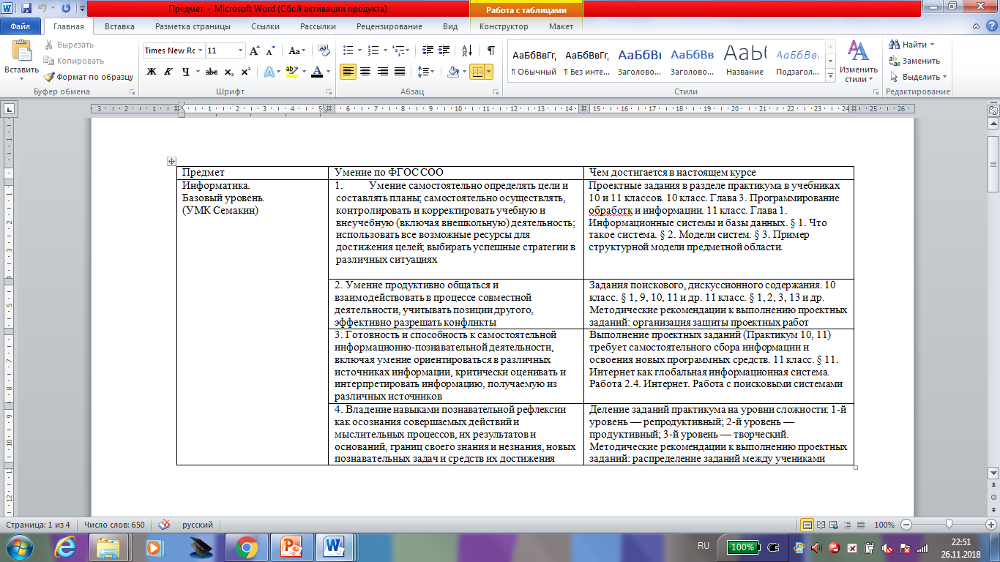 Предмет - Microsoft Word (Сбой активации продукта)
Работа с таблицами
Файл
Главная
Вставка
Разметка страницы
Ссылки
Рассылки
Рецензирование
Вид
Конструктор
Макет
Вставить
Вырезать
Копировать
Формат по образцу
Буфер обмена
Times New Ro
11
Шрифт
Абзац
АаБбВвГг,
АаБбВвГг,
АаБбВı
АаБбВв
АаЬ
АаБбВвı
¶ Обычный
¶ Без инте...
Заголово...
Заголово...
Название
Подзагол...
Стили
Изменить
стили
Найти
Заменить
Выделить
Редактирование
Предмет
Умение по ФГОС СОО
Чем достигается в настоящем курсе
Информатика.
Базовый уровень.
(УМК Семакин)
1. Умение самостоятельно определять цели и
составлять планы; самостоятельно осуществлять,
контролировать и корректировать учебную и
внеучебную (включая внешкольную) деятельность;
использовать все возможные ресурсы для
достижения целей; выбирать успешные стратегии в
различных ситуациях
Проектные задания в разделе практикума в учебниках
10 и 11 классов. 10 класс. Глава 3. Программирование
обработк и информации. 11 класс. Глава 1.
Информационные системы и базы данных. § 1. Что
такое система. § 2. Модели систем. § 3. Пример
структурной модели предметной области.
2. Умение продуктивно общаться и
взаимодействовать в процессе совместной
деятельности, учитывать позиции другого,
эффективно разрешать конфликты
Задания поискового, дискуссионного содержания. 10
класс. § 1, 9, 10, 11 и др. 11 класс. § 1, 2, 3, 13 и др.
Методические рекомендации к выполнению проектных
заданий: организация защиты проектных работ
3. Готовность и способность к самостоятельной
информационно-познавательной деятельности,
включая умение ориентироваться в различных
источниках информации, критически оценивать и
интерпретировать информацию, получаемую из
различных источников
Выполнение проектных заданий (Практикум 10, 11)
требует самостоятельного сбора информации и
освоения новых программных средств. 11 класс. § 11.
Интернет как глобальная информационная система.
Работа 2.4. Интернет. Работа с поисковыми системами
4. Владение навыками познавательной рефлексии
как осознания совершаемых действий и
мыслительных процессов, их результатов и
оснований, границ своего знания и незнания, новых
познавательных задач и средств их достижения
Деление заданий практикума на уровни сложности: 1-й
уровень — репродуктивный; 2-й уровень —
продуктивный; 3-й уровень — творческий.
Методические рекомендации к выполнению проектных
заданий: распределение заданий между учениками
Страница: 1 из 4
Число слов: 650
русский
100%
RU
100%
22:51
26.11.2018